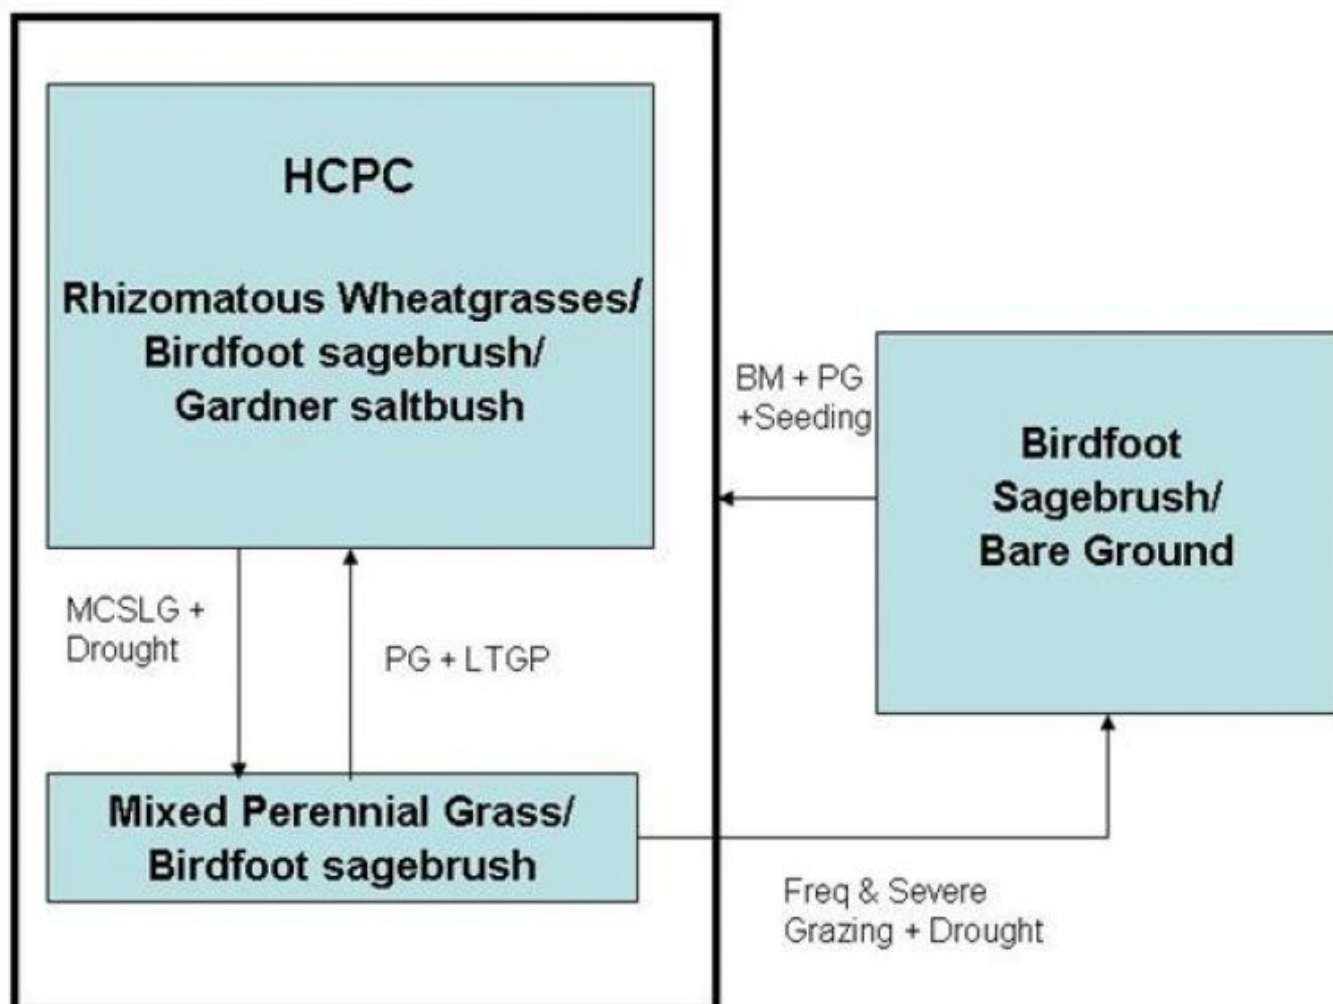 HCPC
Rhizomatous Wheatgrasses/
Birdfoot sagebrush/
Gardner saltbush
MCSLG +
Drought
PG + LTGP
Mixed Perennial Grass/
Birdfoot sagebrush
BM + PG
+Seeding
Birdfoot
Sagebrush/
Bare Ground
Freq & Severe
Grazing + Drought